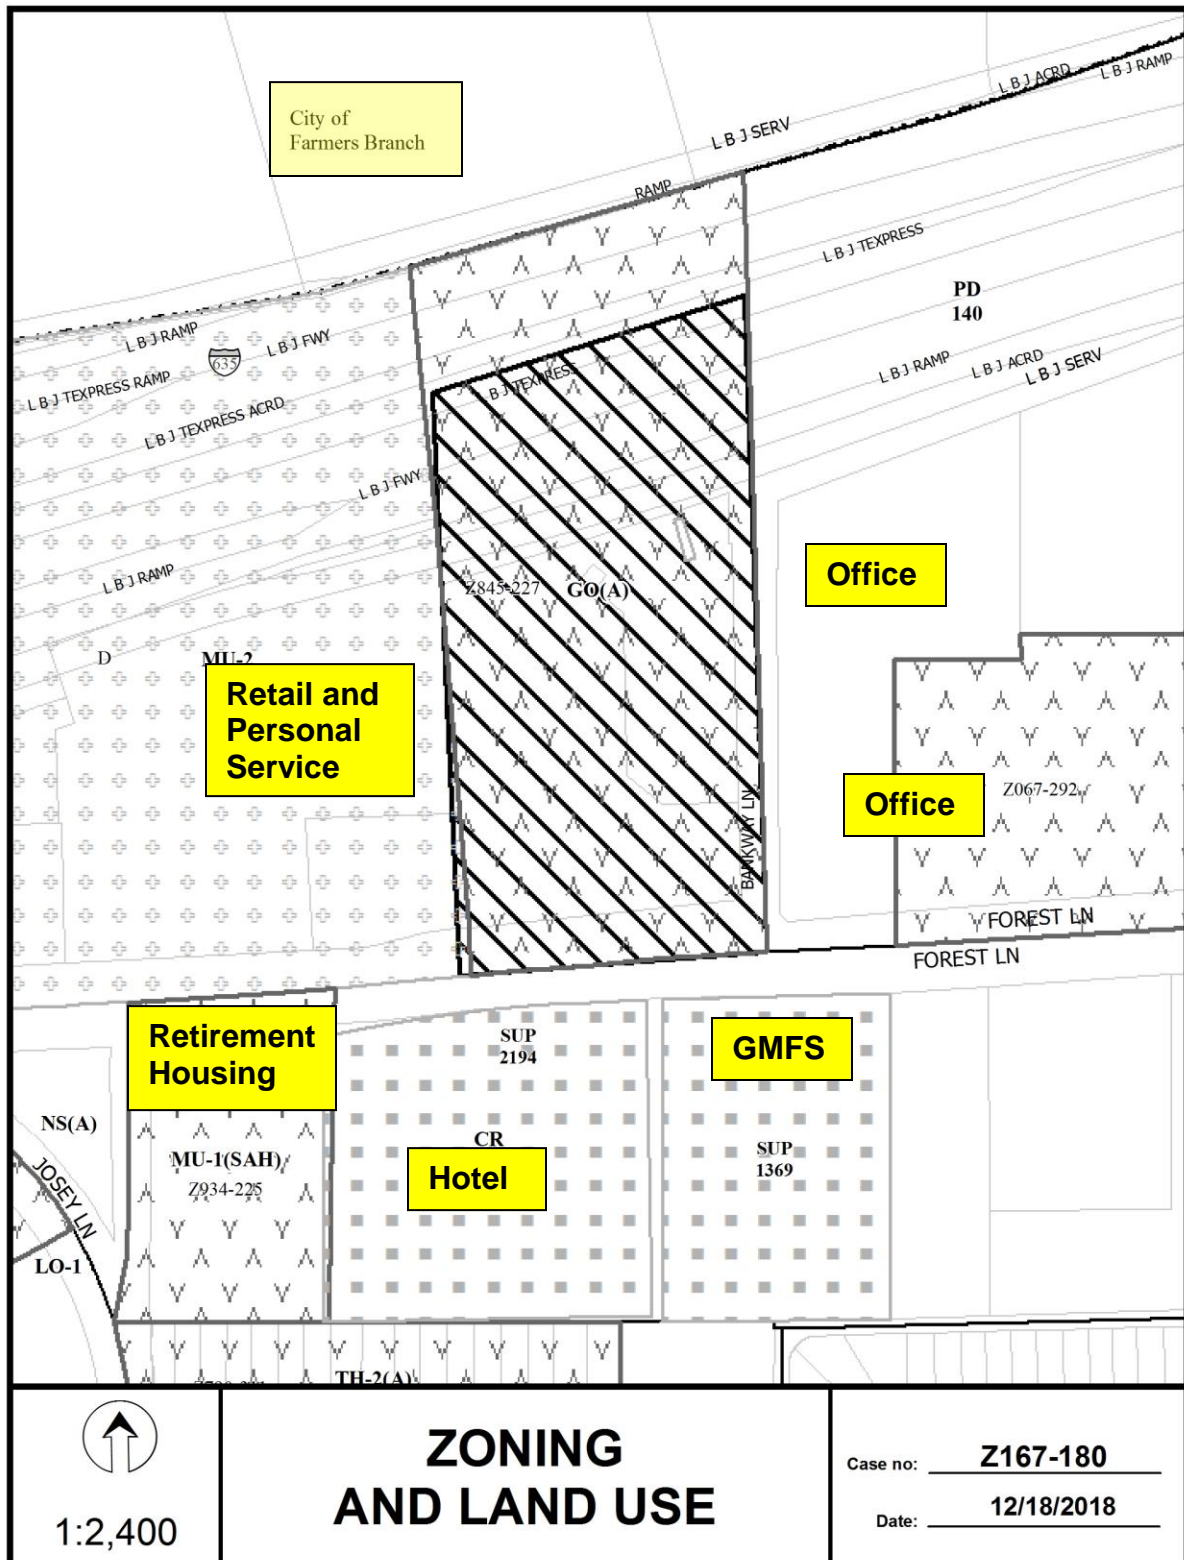 City of
Farmers Branch
L B J SERV
L B J ACRD
L B J RAMP
RAMP
L B J TEXPRESS
PD
140
L B J RAMP
635
L B J FWY
L B J TEXPRESS RAMP
L B J TEXPRESS ACRD
B J TEXPRESS
L B J RAMP
L B J ACRD
L B J SERV
L B J FWY
L B J RAMP
Z845-227
GO(A)
Office
D
MU-2
Retail and
Personal
Service
Office
Z067-292
BANKWAY LN
FOREST LN
FOREST LN
Retirement
Housing
SUP
2194
GMFS
NS(A)
JOSEY LN
MU-1(SAH)
Z934-225
CR
Hotel
SUP
1369
LO-1
TH-2(A)
1:2,400
ZONING
AND LAND USE
Case no: Z167-180
Date: 12/18/2018